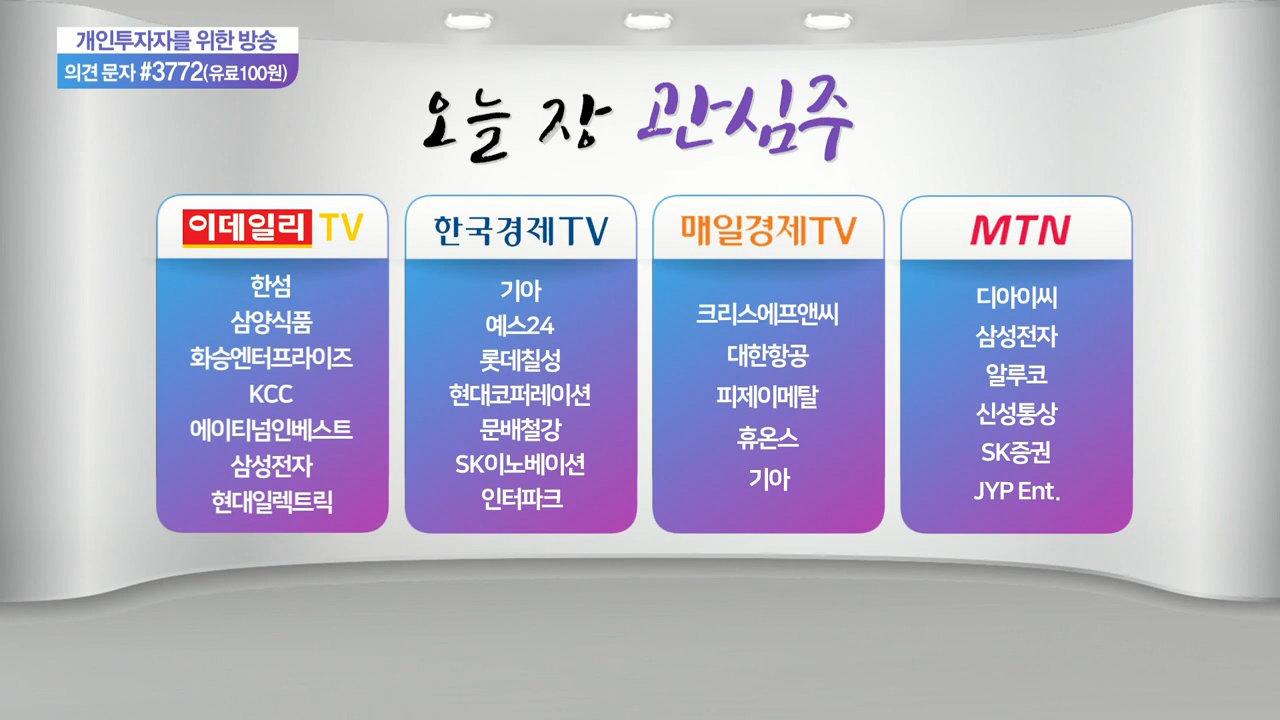 개인투자자를 위한 방송
의견 문자 #3772(유료100원)
오늘 장 관심주
이데일리 TV
한섬
삼양식품
화승엔터프라이즈
KCC
에이티넘인베스트
삼성전자
현대일렉트릭
한국경제TV
기아
예스24
롯데칠성
현대코퍼레이션
문배철강
SK이노베이션
인터파크
매일경제TV
크리스에프앤씨
대한항공
피제이메탈
휴온스
기아
MTN
디아이씨
삼성전자
알루코
신성통상
SK증권
JYP Ent.